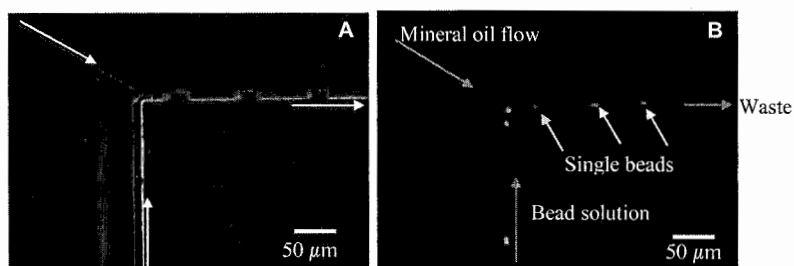 A
50 µm
B
Mineral oil flow
Waste
Single beads
Bead solution
50 µm